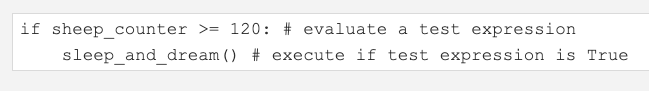 if sheep_counter >= 120: # evaluate a test expression
    sleep_and_dream() # execute if test expression is True